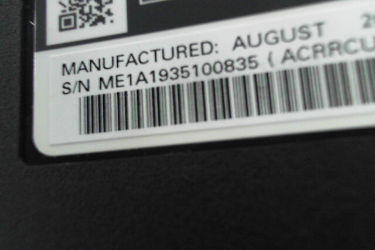 MANUFACTURED: AUGUST
S/N ME1A1935100835 (ACRRCU